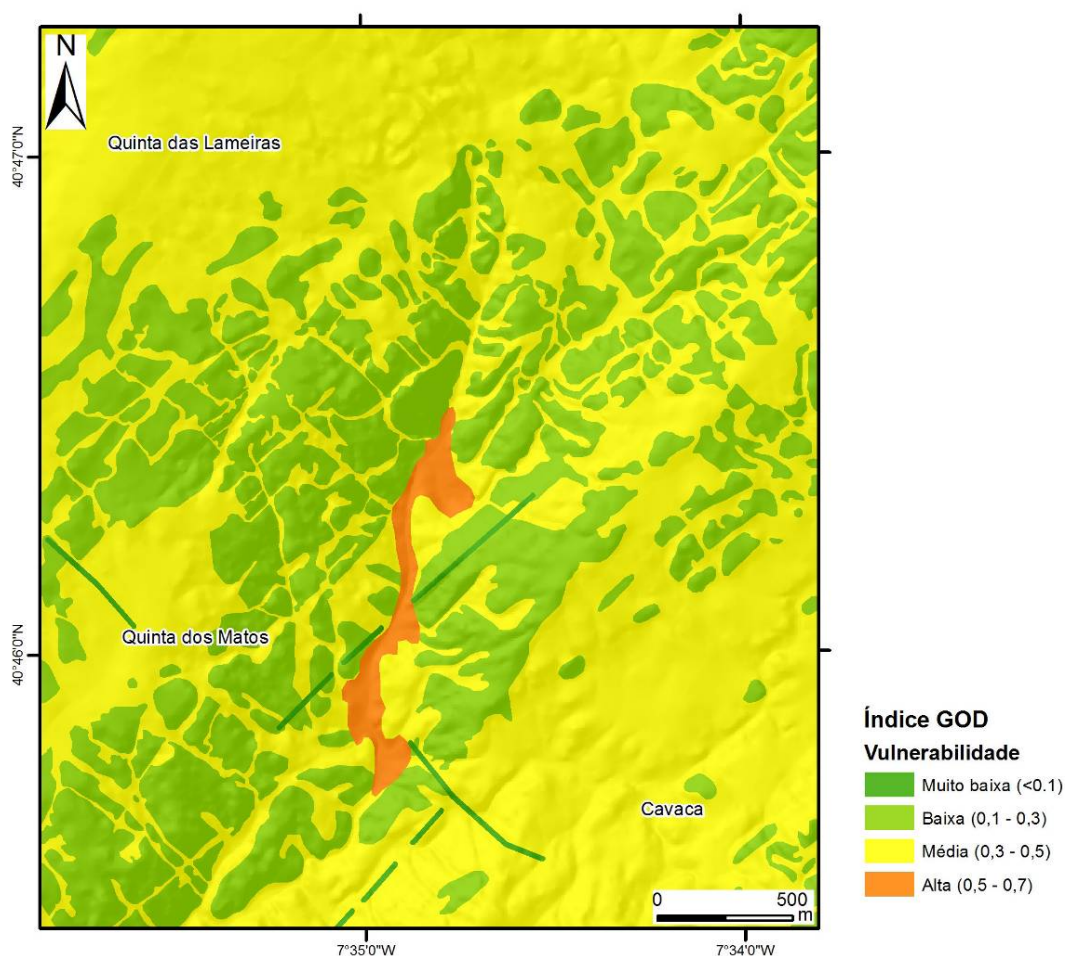 N
Quinta das Lameiras
40°47'0"N
Quinta dos Matos
40°46'0"N
Cavaca
0 500
m
7°35'0"W 7°34'0"W
Índice GOD
Vulnerabilidade
Muito baixa (<0.1)
Baixa (0,1 - 0,3)
Média (0,3 - 0,5)
Alta (0,5 - 0,7)